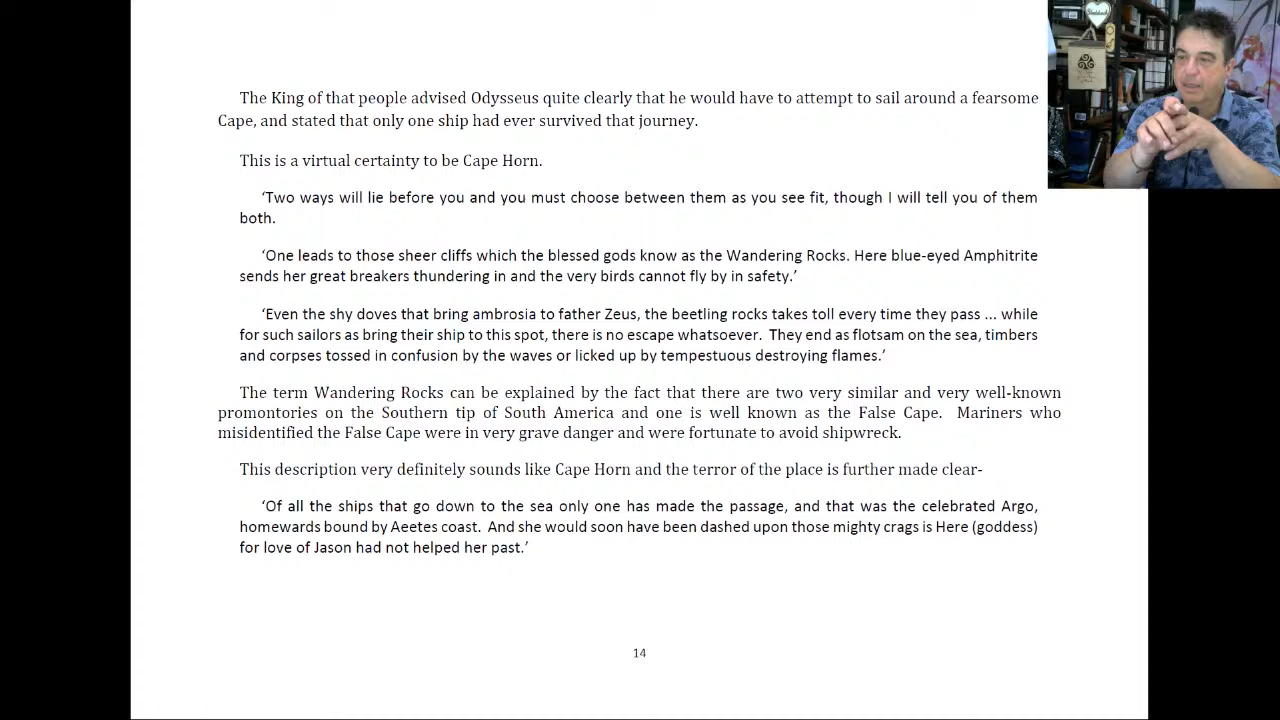 The King of that people advised Odysseus quite clearly that he would have to attempt to sail around a fearsome
Cape, and stated that only one ship had ever survived that journey.
This is a virtual certainty to be Cape Horn.
‘Two ways will lie before you and you must choose between them as you see fit, though I will tell you of them
both.
‘One leads to those sheer cliffs which the blessed gods know as the Wandering Rocks. Here blue-eyed Amphitrite
sends her great breakers thundering in and the very birds cannot fly by in safety.’
‘Even the shy doves that bring ambrosia to father Zeus, the beetling rocks takes toll every time they pass ... while
for such sailors as bring their ship to this spot, there is no escape whatsoever. They end as flotsam on the sea, timbers
and corpses tossed in confusion by the waves or licked up by tempestuous destroying flames.’
The term Wandering Rocks can be explained by the fact that there are two very similar and very well-known
promontories on the Southern tip of South America and one is well known as the False Cape. Mariners who
misidentified the False Cape were in very grave danger and were fortunate to avoid shipwreck.
This description very definitely sounds like Cape Horn and the terror of the place is further made clear-
‘Of all the ships that go down to the sea only one has made the passage, and that was the celebrated Argo,
homewards bound by Aeetes coast. And she would soon have been dashed upon those mighty crags is Here (goddess)
for love of Jason had not helped her past.’
14